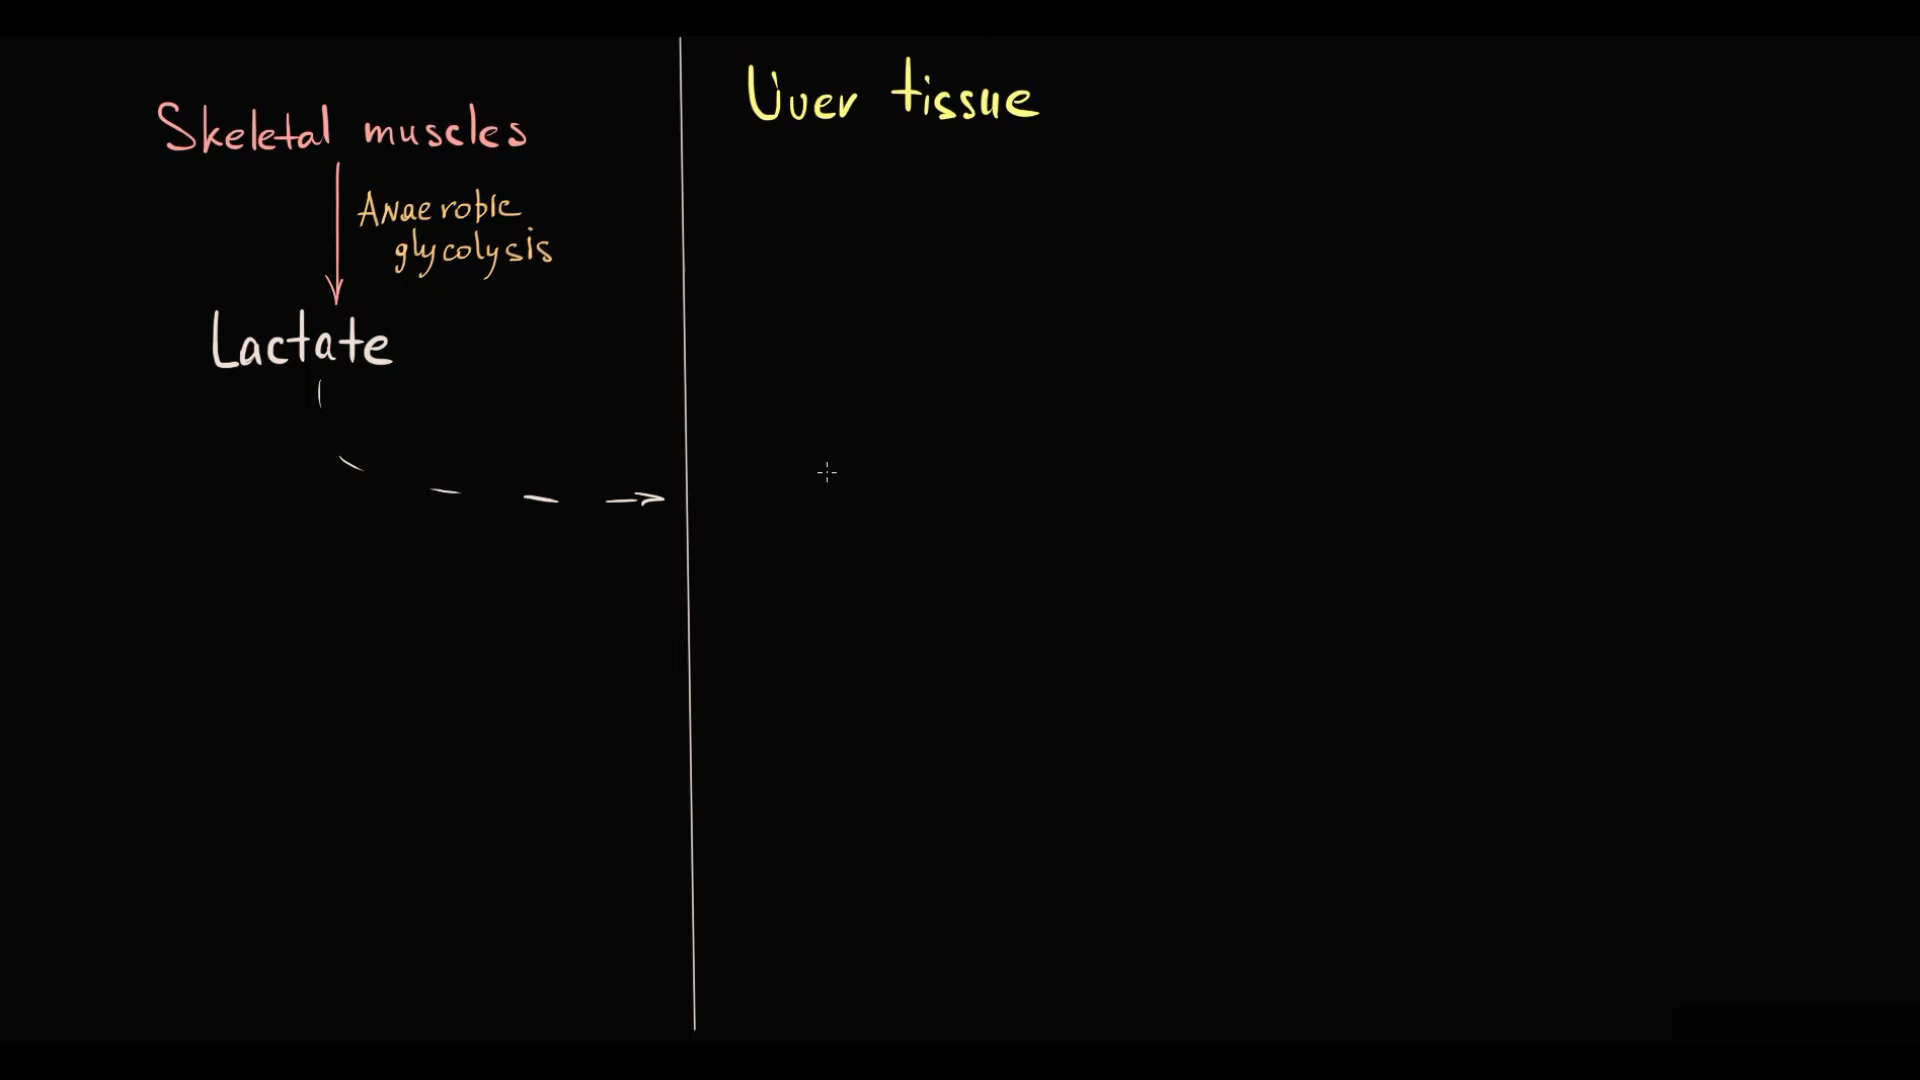 Skeletal muscles
Anaerobic
glycolysis
Lactate
Liver tissue